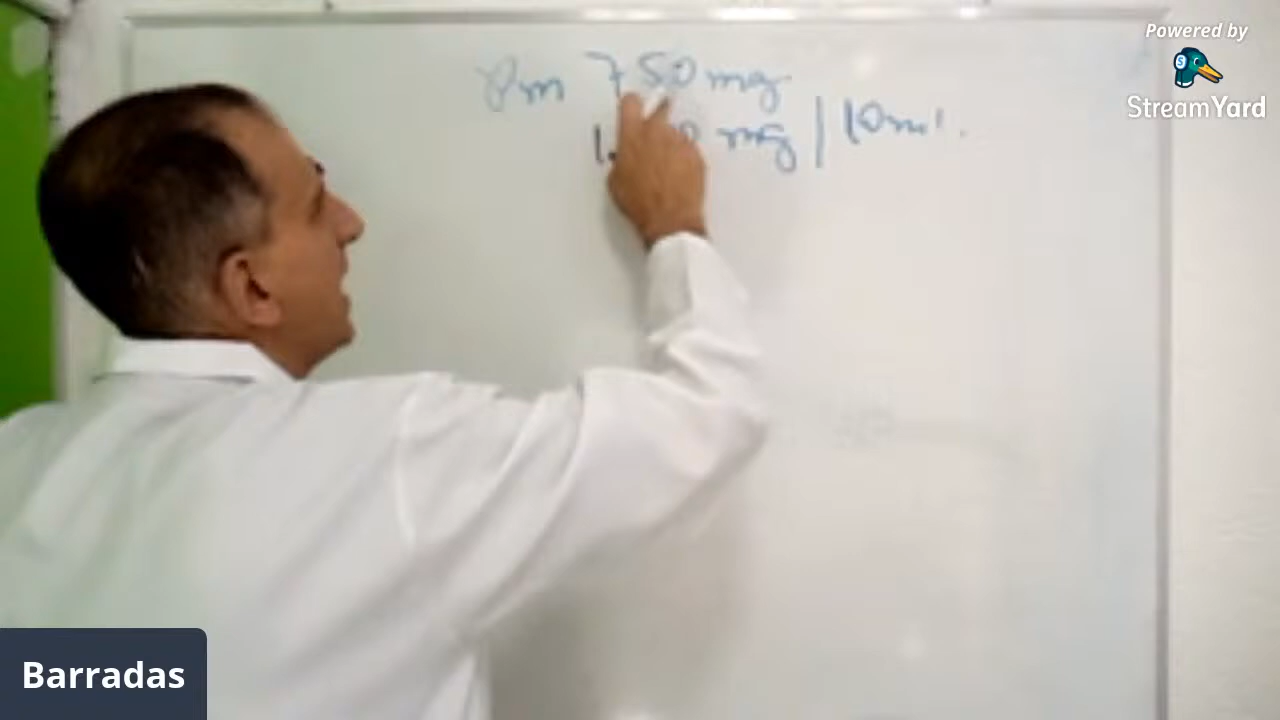 Pm 750 mg
mg / 10ml.
Powered by
StreamYard
Barradas